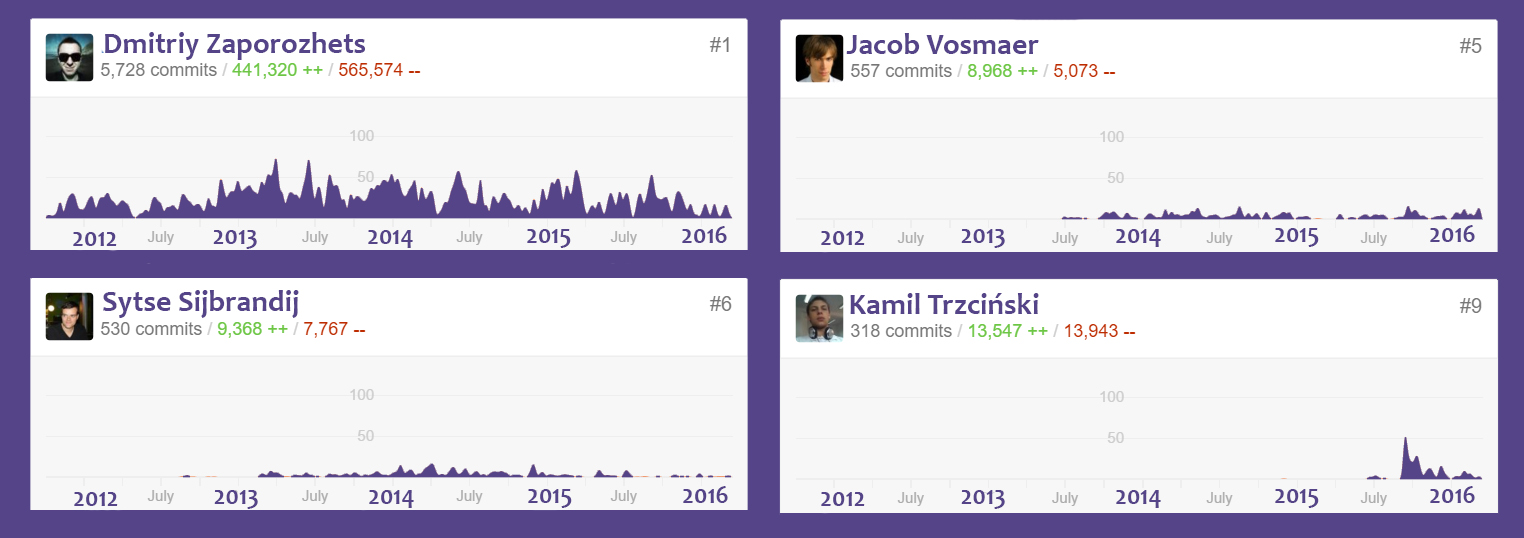 Dmitriy Zaporozhets
#1
5,728 commits / 441,320 ++ / 565,574 --
100
50
2012 July 2013 July 2014 July 2015 July 2016
Jacob Vosmaer
#5
557 commits / 8,968 ++ / 5,073 --
100
50
2012 July 2013 July 2014 July 2015 July 2016
Sytse Sijbrandij
#6
530 commits / 9,368 ++ / 7,767 --
100
50
2012 July 2013 July 2014 July 2015 July 2016
Kamil Trzciński
#9
318 commits / 13,547 ++ / 13,943 --
100
50
2012 July 2013 July 2014 July 2015 July 2016